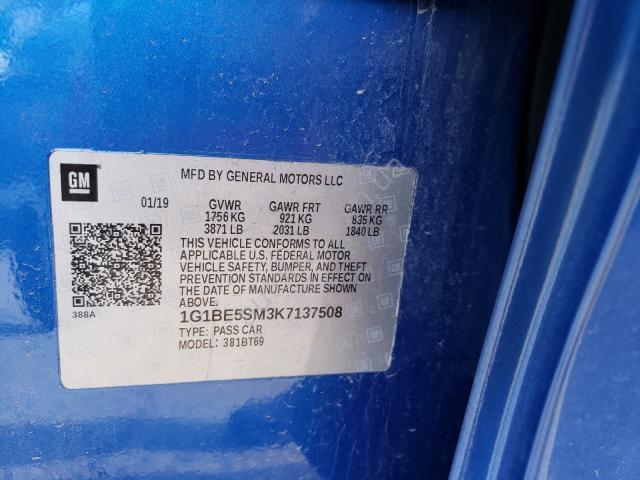 GM
MFD BY GENERAL MOTORS LLC
01/19 GVWR GAWR FRT GAWR RR
1756 KG 921 KG 835 KG
3871 LB 2031 LB 1840 LB
THIS VEHICLE CONFORMS TO ALL
APPLICABLE U.S. FEDERAL MOTOR
VEHICLE SAFETY, BUMPER, AND THEFT
PREVENTION STANDARDS IN EFFECT ON
THE DATE OF MANUFACTURE SHOWN
ABOVE.
388A
1G1BE5SM3K7137508
TYPE: PASS CAR
MODEL: 381BT69